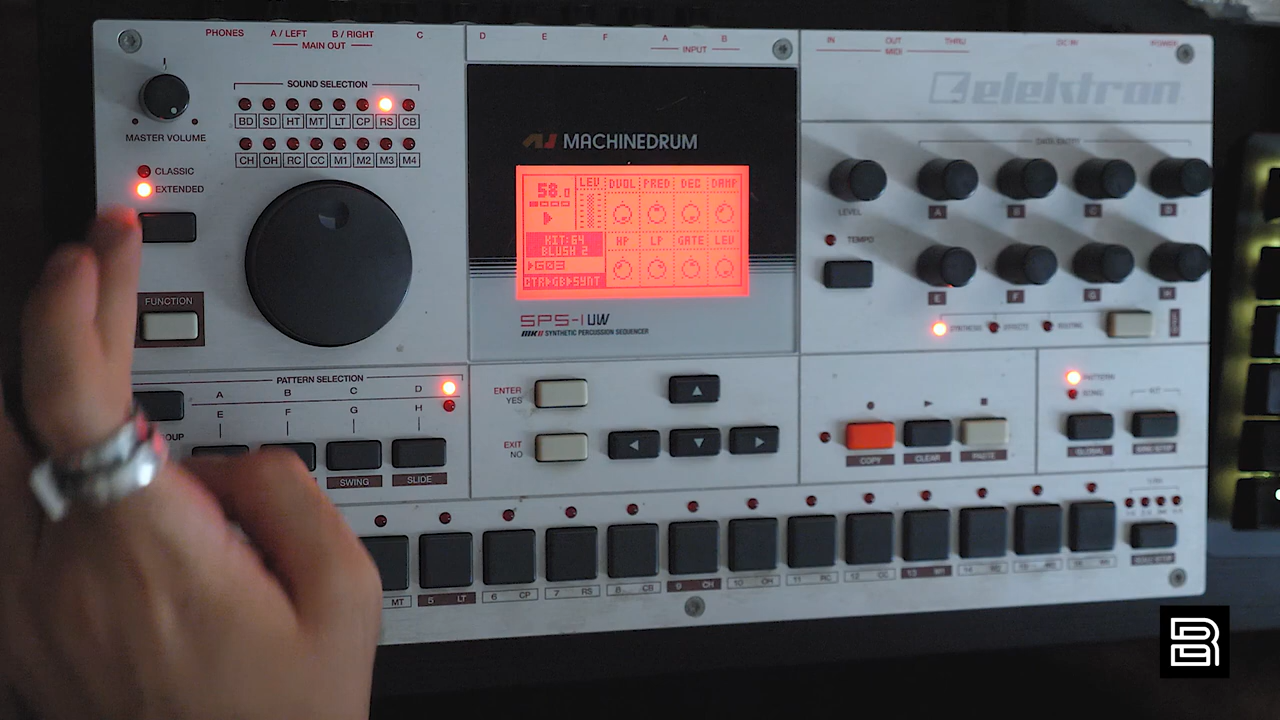 PHONES A / LEFT B / RIGHT C D E F A B IN OUT THRU DC IN POWER
MAIN OUT INPUT MIDI
elektron
SOUND SELECTION
BD SD HT MT LT CP RS CB
CH OH RC CC M1 M2 M3 M4
MASTER VOLUME
CLASSIC
EXTENDED
FUNCTION
MACHINEDRUM
58.0
LEV DVOL PRED DEC DAMP
HP LP GATE LEV
KIT:64
BLUSH 2
G03
CTR GB SYNT
SPS-1UW
MKII SYNTHETIC PERCUSSION SEQUENCER
DATA ENTRY
LEVEL A B C D
TEMPO
E F G H
SYNTHESIS EFFECTS ROUTING
PATTERN SELECTION
A B C D
E F G H
SWING SLIDE
ENTER
YES
EXIT
NO
COPY CLEAR PASTE
PATTERN
SONG
KIT
GLOBAL
MT 5 LT 6 CP 7 RS 8 CB 9 CH 10 OH 11 RC 12 CC 13 M1